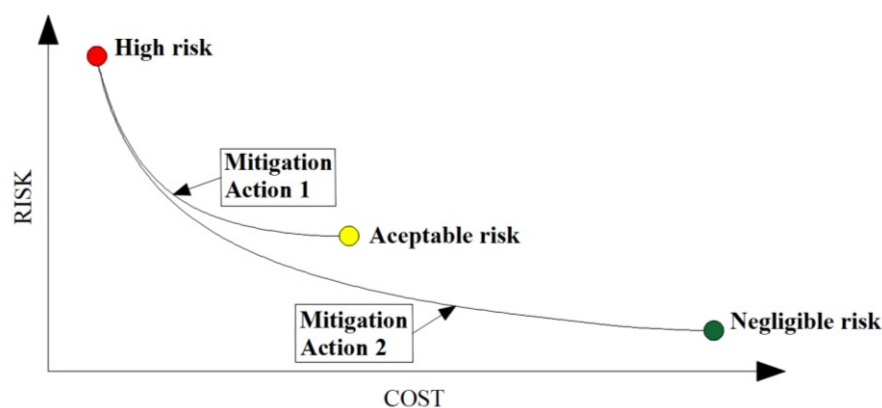 High risk
Mitigation
Action 1
RISK
Aceptable risk
Mitigation
Action 2
Negligible risk
COST